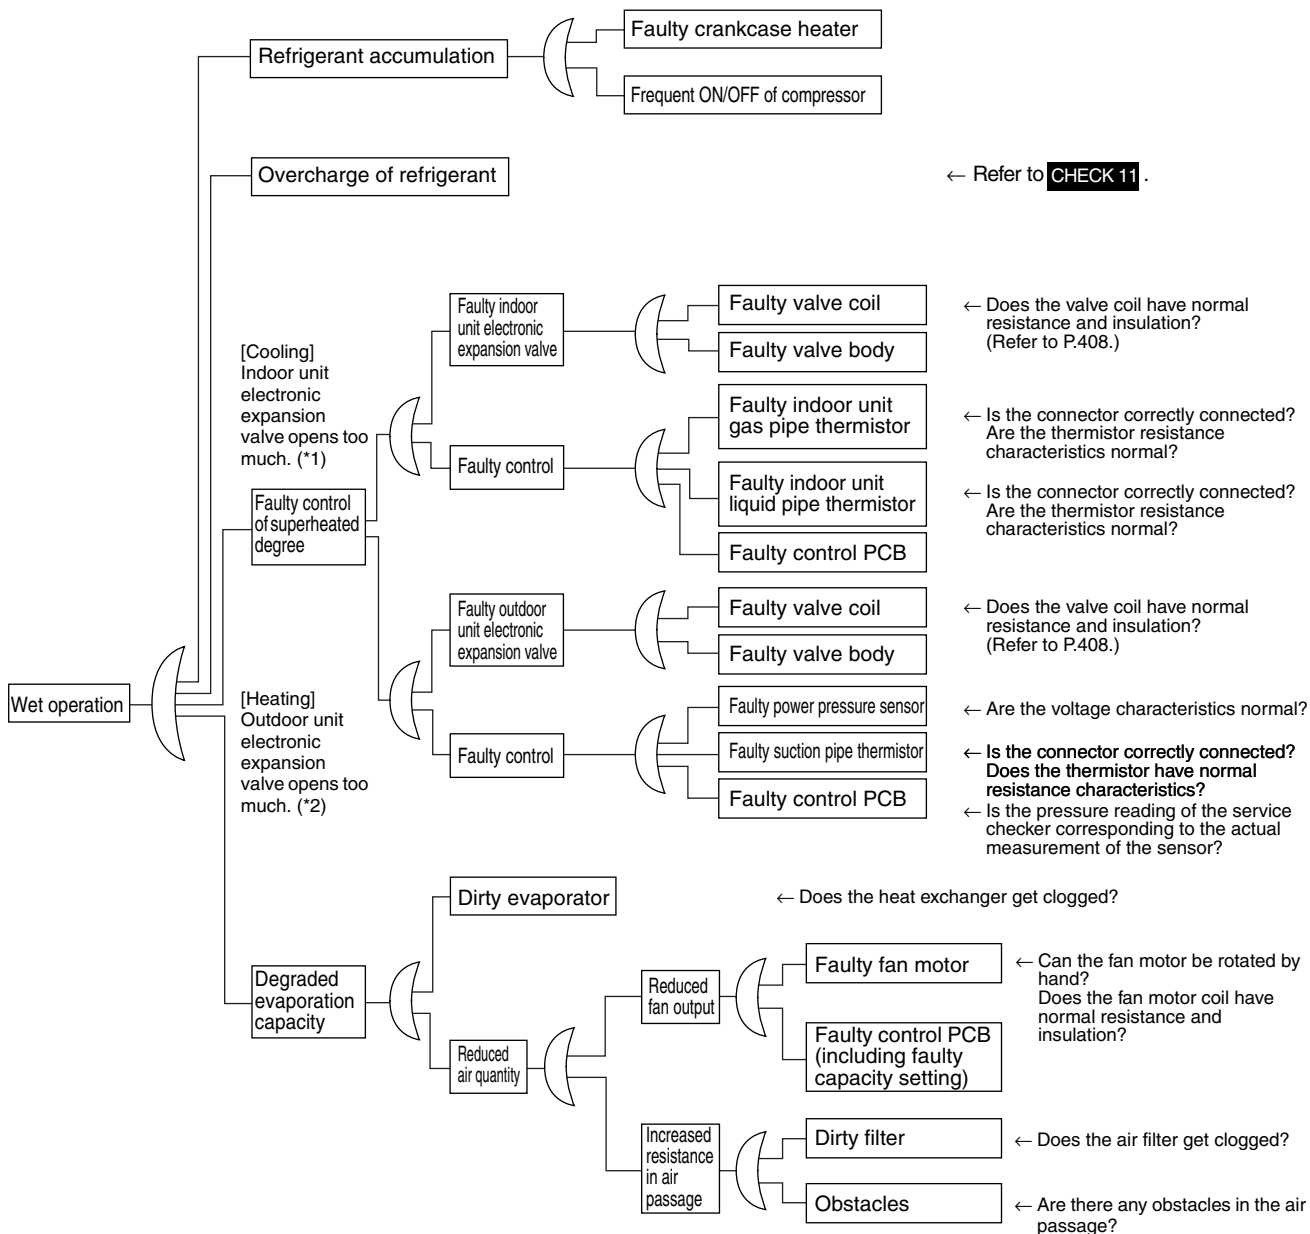 Faulty crankcase heater
Refrigerant accumulation
Frequent ON/OFF of compressor
Overcharge of refrigerant
← Refer to CHECK 11 .
Faulty indoor
unit electronic
expansion valve
Faulty valve coil
← Does the valve coil have normal
resistance and insulation?
(Refer to P.408.)
Faulty valve body
[Cooling]
Indoor unit
electronic
expansion
valve opens too
much. (*1)
Faulty indoor unit
gas pipe thermistor
← Is the connector correctly connected?
Are the thermistor resistance
characteristics normal?
Faulty control
Faulty indoor unit
liquid pipe thermistor
← Is the connector correctly connected?
Are the thermistor resistance
characteristics normal?
Faulty control
of superheated
degree
Faulty control PCB
Faulty outdoor
unit electronic
expansion valve
Faulty valve coil
← Does the valve coil have normal
resistance and insulation?
(Refer to P.408.)
Faulty valve body
Wet operation
[Heating]
Outdoor unit
electronic
expansion
valve opens too
much. (*2)
Faulty power pressure sensor
← Are the voltage characteristics normal?
Faulty control
Faulty suction pipe thermistor
← Is the connector correctly connected?
Does the thermistor have normal
resistance characteristics?
Faulty control PCB
← Is the pressure reading of the service
checker corresponding to the actual
measurement of the sensor?
Dirty evaporator
← Does the heat exchanger get clogged?
Degraded
evaporation
capacity
Reduced
fan output
Faulty fan motor
← Can the fan motor be rotated by
hand?
Does the fan motor coil have
normal resistance and
insulation?
Reduced
air quantity
Faulty control PCB
(including faulty
capacity setting)
Increased
resistance
in air
passage
Dirty filter
← Does the air filter get clogged?
Obstacles
← Are there any obstacles in the air
passage?